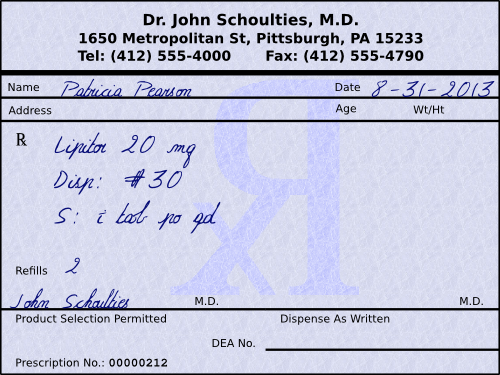 Dr. John Schoulties, M.D.
1650 Metropolitan St, Pittsburgh, PA 15233
Tel: (412) 555-4000 Fax: (412) 555-4790
Name Patricia Pearson Date 8-31-2013
Address Age Wt/Ht
℞ Lipitor 20 mg
Disp: #30
S: i tab po qd
Refills 2
John Schoulties M.D. M.D.
Product Selection Permitted Dispense As Written
DEA No.
Prescription No.: 00000212